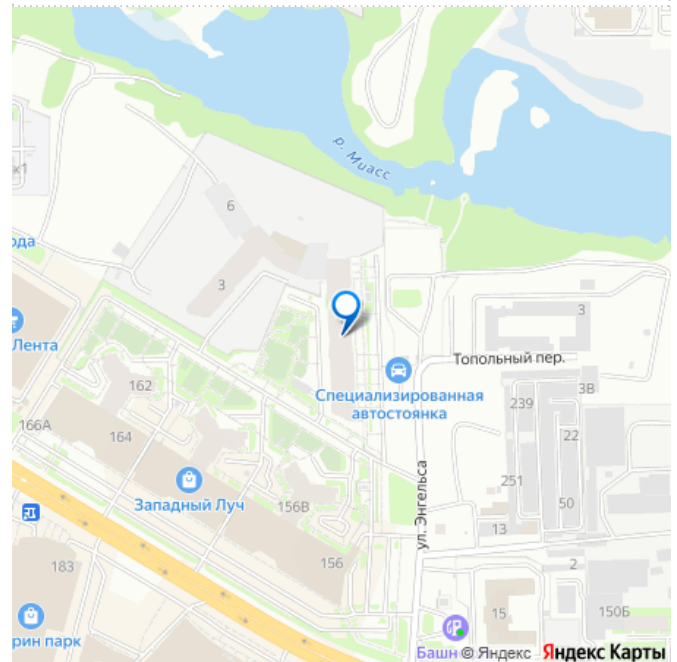 р. Миасс
к1
6
ода
3
3
Лента
Топольный пер.
Специализированная
автостоянка
3В
162
239
166А
164
22
Западный Луч
251
156В
50
ул. Энгельса
13
183
156
2
15
150Б
рин парк
Башн
© Яндекс Яндекс Карты